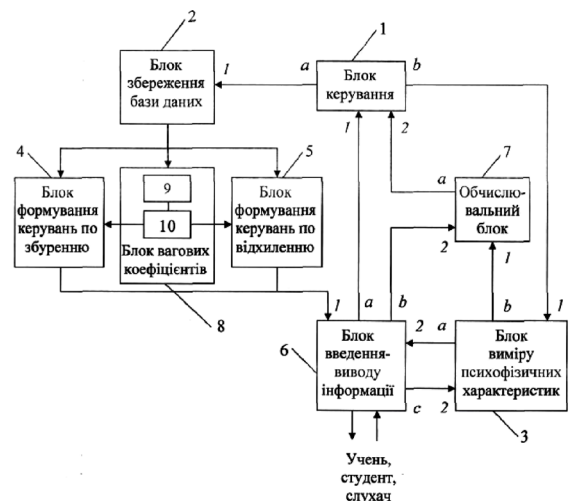 2
1
Блок
збереження
бази даних
1
a
Блок
керування
b
1
2
4
5
7
Блок
формування
керувань по
збуренню
9
10
Блок вагових
коефіцієнтів
Блок
формування
керувань по
відхиленню
a
Обчислю-
вальний
блок
2
1
8
1
a
b
b
1
6
Блок
введення-
виводу
інформації
2
a
c
2
Блок
виміру
психофізичних
характеристик
3
Учень,
студент,
слухач